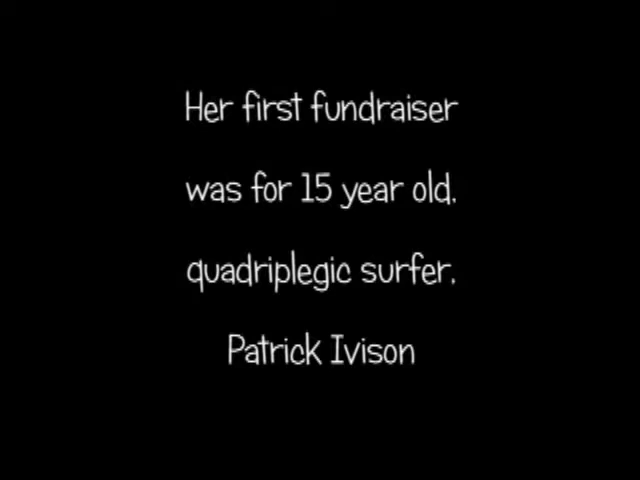 Her first fundraiser
was for 15 year old,
quadriplegic surfer,
Patrick Ivison